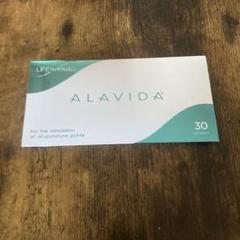 LIFEWAVE
ALAVIDA
For the stimulation
of acupuncture points
30